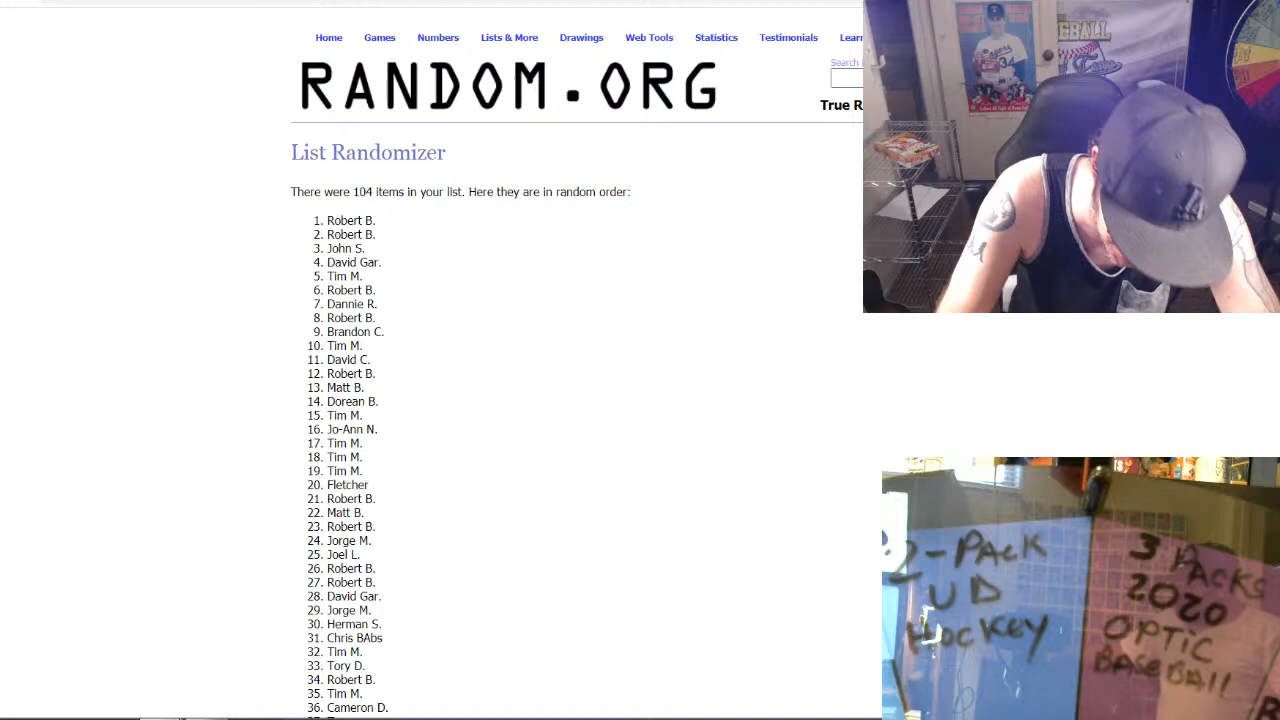 Home Games Numbers Lists & More Drawings Web Tools Statistics Testimonials Lear
RANDOM.ORG
Search
True R
List Randomizer
There were 104 items in your list. Here they are in random order:
1. Robert B.
2. Robert B.
3. John S.
4. David Gar.
5. Tim M.
6. Robert B.
7. Dannie R.
8. Robert B.
9. Brandon C.
10. Tim M.
11. David C.
12. Robert B.
13. Matt B.
14. Dorean B.
15. Tim M.
16. Jo-Ann N.
17. Tim M.
18. Tim M.
19. Tim M.
20. Fletcher
21. Robert B.
22. Matt B.
23. Robert B.
24. Jorge M.
25. Joel L.
26. Robert B.
27. Robert B.
28. David Gar.
29. Jorge M.
30. Herman S.
31. Chris BAbs
32. Tim M.
33. Tory D.
34. Robert B.
35. Tim M.
36. Cameron D.
34
LA
2-PACK
UD
HOCKEY
3 PACKS
2020
OPTIC
BASEBALL